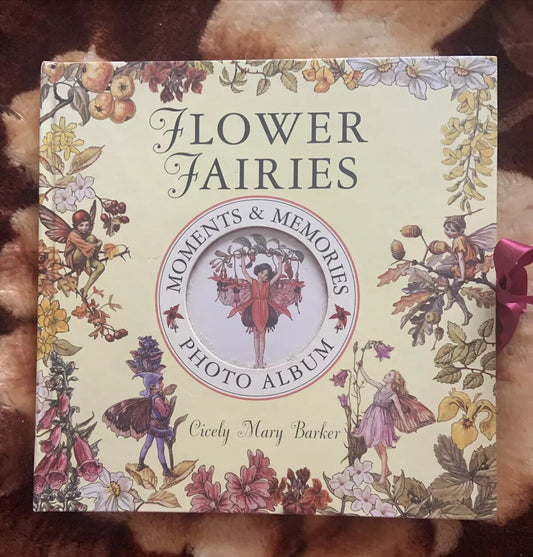 FLOWER
FAIRIES
MOMENTS & MEMORIES
PHOTO ALBUM
Cicely Mary Barker